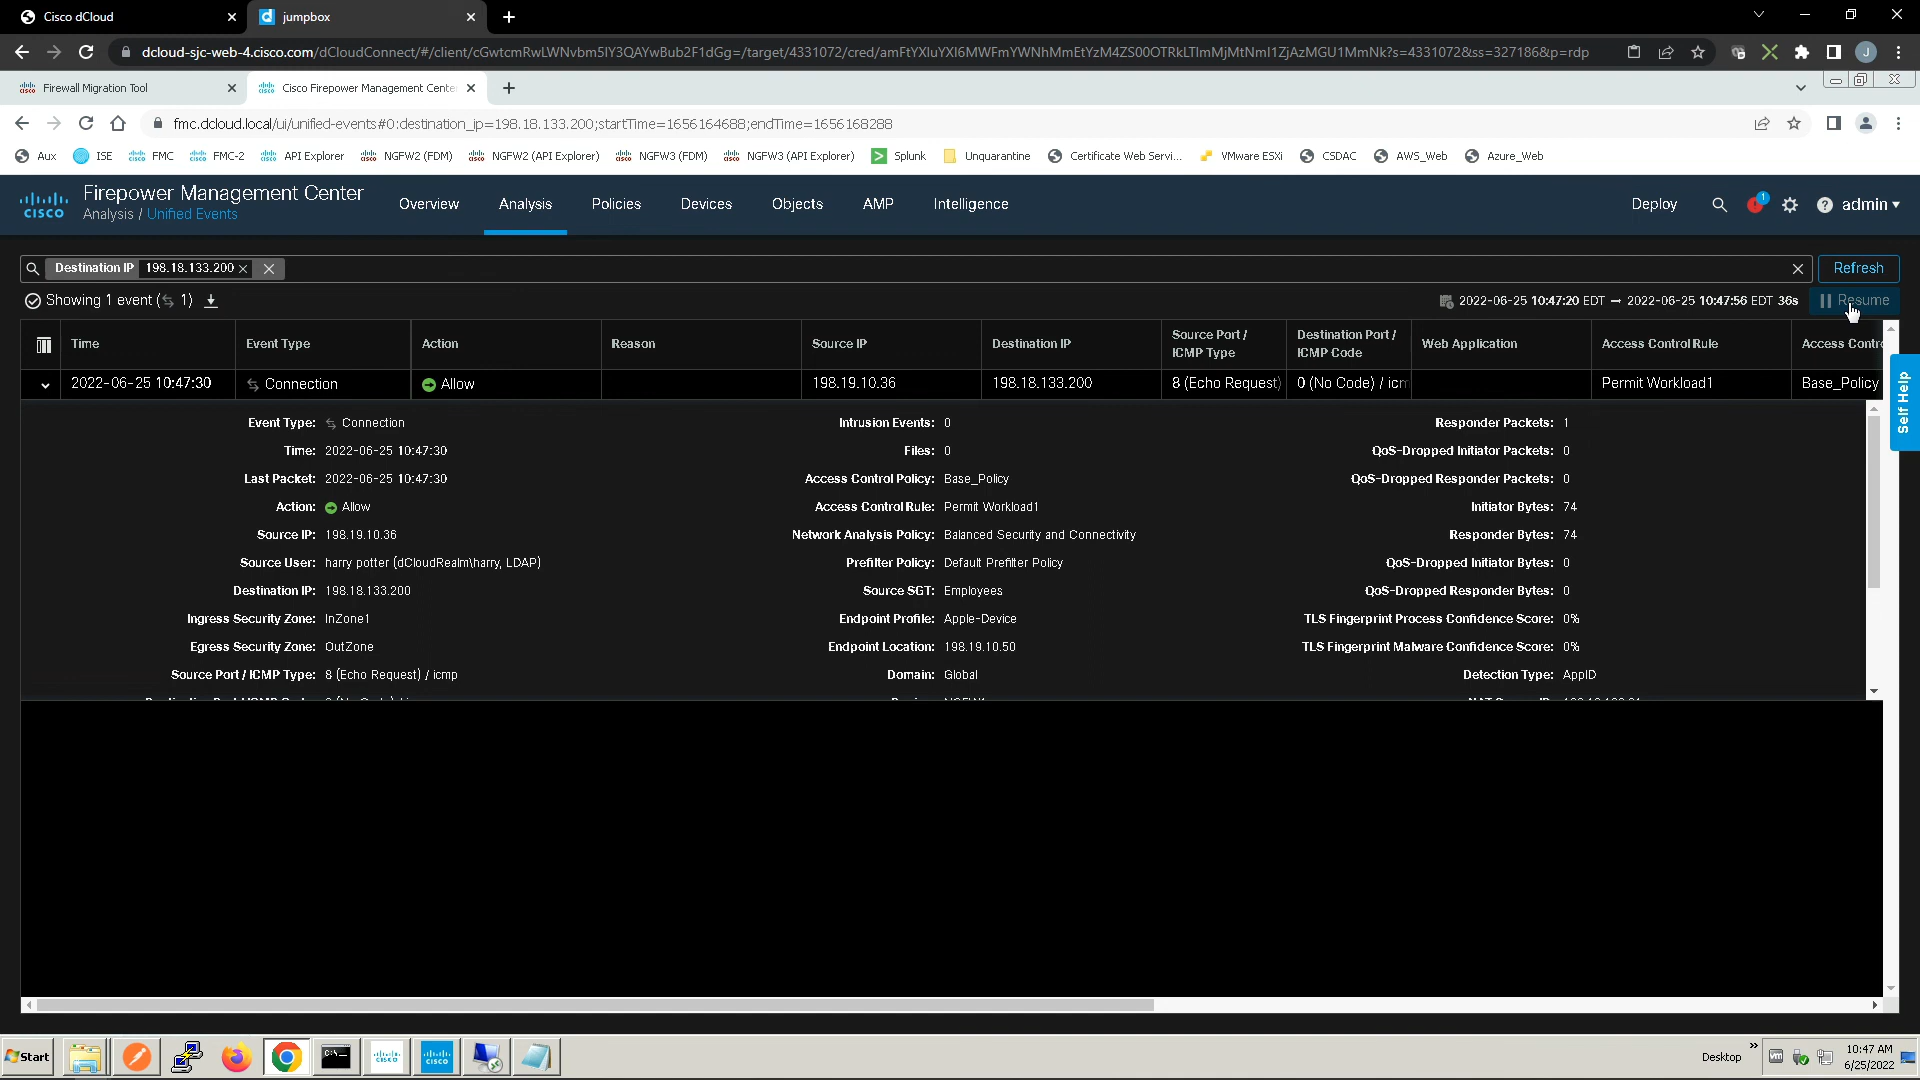 Cisco dCloud
jumpbox
dcloud-sjc-web-4.cisco.com/dCloudConnect/#/client/cGwtcmRwLWNvbm5lY3QAYwBub2F1dGg=/target/4331072/cred/amFtYXIuYXI6MWFmYWNhMmEtYzM4ZS00OTRkLTlmMjMtNmI1ZjAzMGU1MmNk?s=4331072&ss=327186&p=rdp
J
Firewall Migration Tool
Cisco Firepower Management Cente
fmc.dcloud.local/ui/unified-events#0;destination_ip=198.18.133.200;startTime=1656164688;endTime=1656168288
Aux ISE FMC FMC-2 API Explorer NGFW2 (FDM) NGFW2 (API Explorer) NGFW3 (FDM) NGFW3 (API Explorer) Splunk Unquarantine Certificate Web Servi... VMware ESXi CSDAC AWS_Web Azure_Web
CISCO
Firepower Management Center
Analysis / Unified Events
Overview Analysis Policies Devices Objects AMP Intelligence Deploy 1 admin
Destination IP 198.18.133.200 Refresh
Showing 1 event ( 1) 2022-06-25 10:47:20 EDT → 2022-06-25 10:47:56 EDT 36s Resume
Time Event Type Action Reason Source IP Destination IP Source Port / ICMP Type Destination Port / ICMP Code Web Application Access Control Rule Access Contro
2022-06-25 10:47:30 Connection Allow 198.19.10.36 198.18.133.200 8 (Echo Request) 0 (No Code) / icm Permit Workload1 Base_Policy
Self Help
Event Type: Connection
Time: 2022-06-25 10:47:30
Last Packet: 2022-06-25 10:47:30
Action: Allow
Source IP: 198.19.10.36
Source User: harry potter (dCloudRealm\harry, LDAP)
Destination IP: 198.18.133.200
Ingress Security Zone: InZone1
Egress Security Zone: OutZone
Source Port / ICMP Type: 8 (Echo Request) / icmp
Intrusion Events: 0
Files: 0
Access Control Policy: Base_Policy
Access Control Rule: Permit Workload1
Network Analysis Policy: Balanced Security and Connectivity
Prefilter Policy: Default Prefilter Policy
Source SGT: Employees
Endpoint Profile: Apple-Device
Endpoint Location: 198.19.10.50
Domain: Global
Responder Packets: 1
QoS-Dropped Initiator Packets: 0
QoS-Dropped Responder Packets: 0
Initiator Bytes: 74
Responder Bytes: 74
QoS-Dropped Initiator Bytes: 0
QoS-Dropped Responder Bytes: 0
TLS Fingerprint Process Confidence Score: 0%
TLS Fingerprint Malware Confidence Score: 0%
Detection Type: AppID
Start
Desktop
10:47 AM
6/25/2022